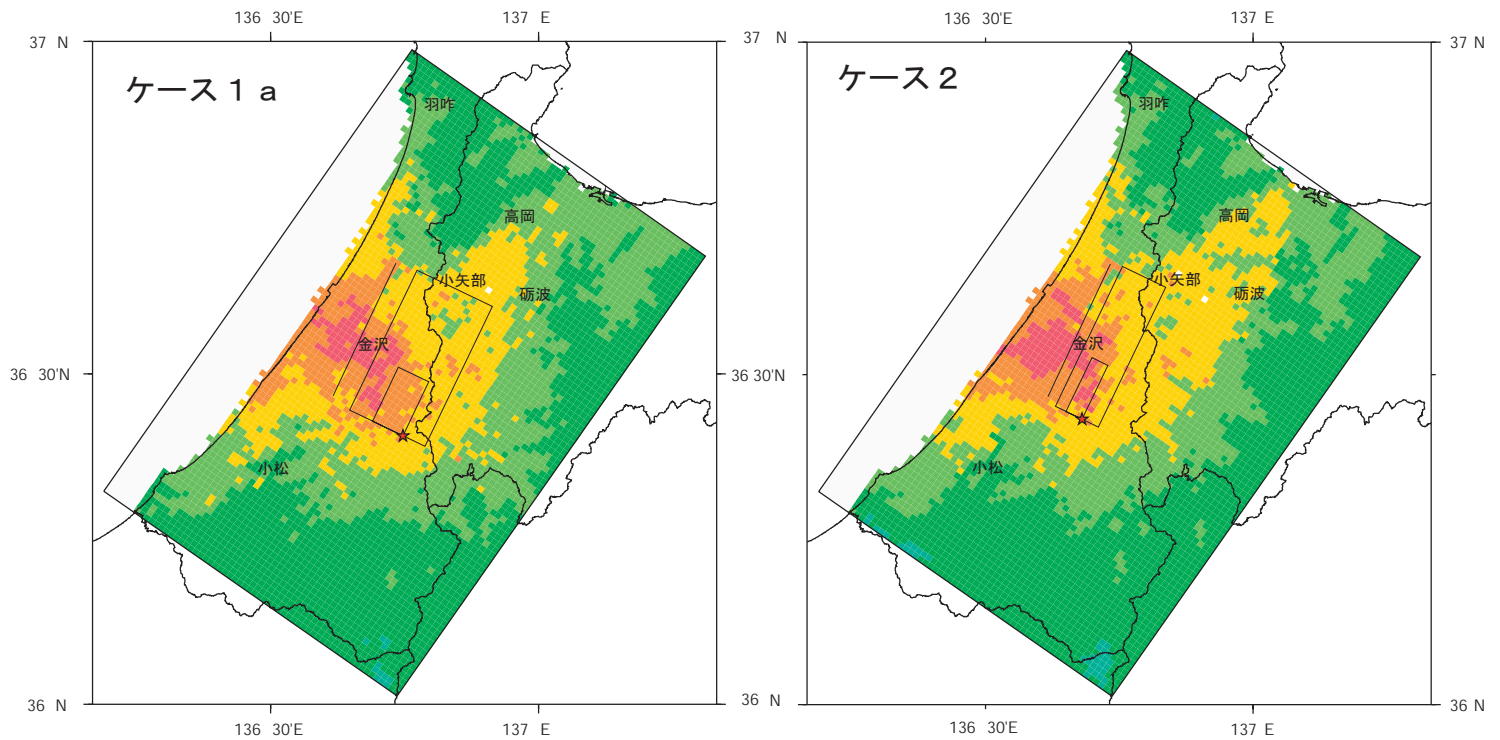 136 30'E
137 E
136 30'E
137 E
37 N
37 N
37 N
ケース１ａ
ケース２
羽咋
羽咋
高岡
高岡
小矢部
小矢部
砺波
砺波
金沢
金沢
36 30'N
36 30'N
36 30'N
小松
小松
36 N
36 N
36 N
136 30'E
137 E
136 30'E
137 E